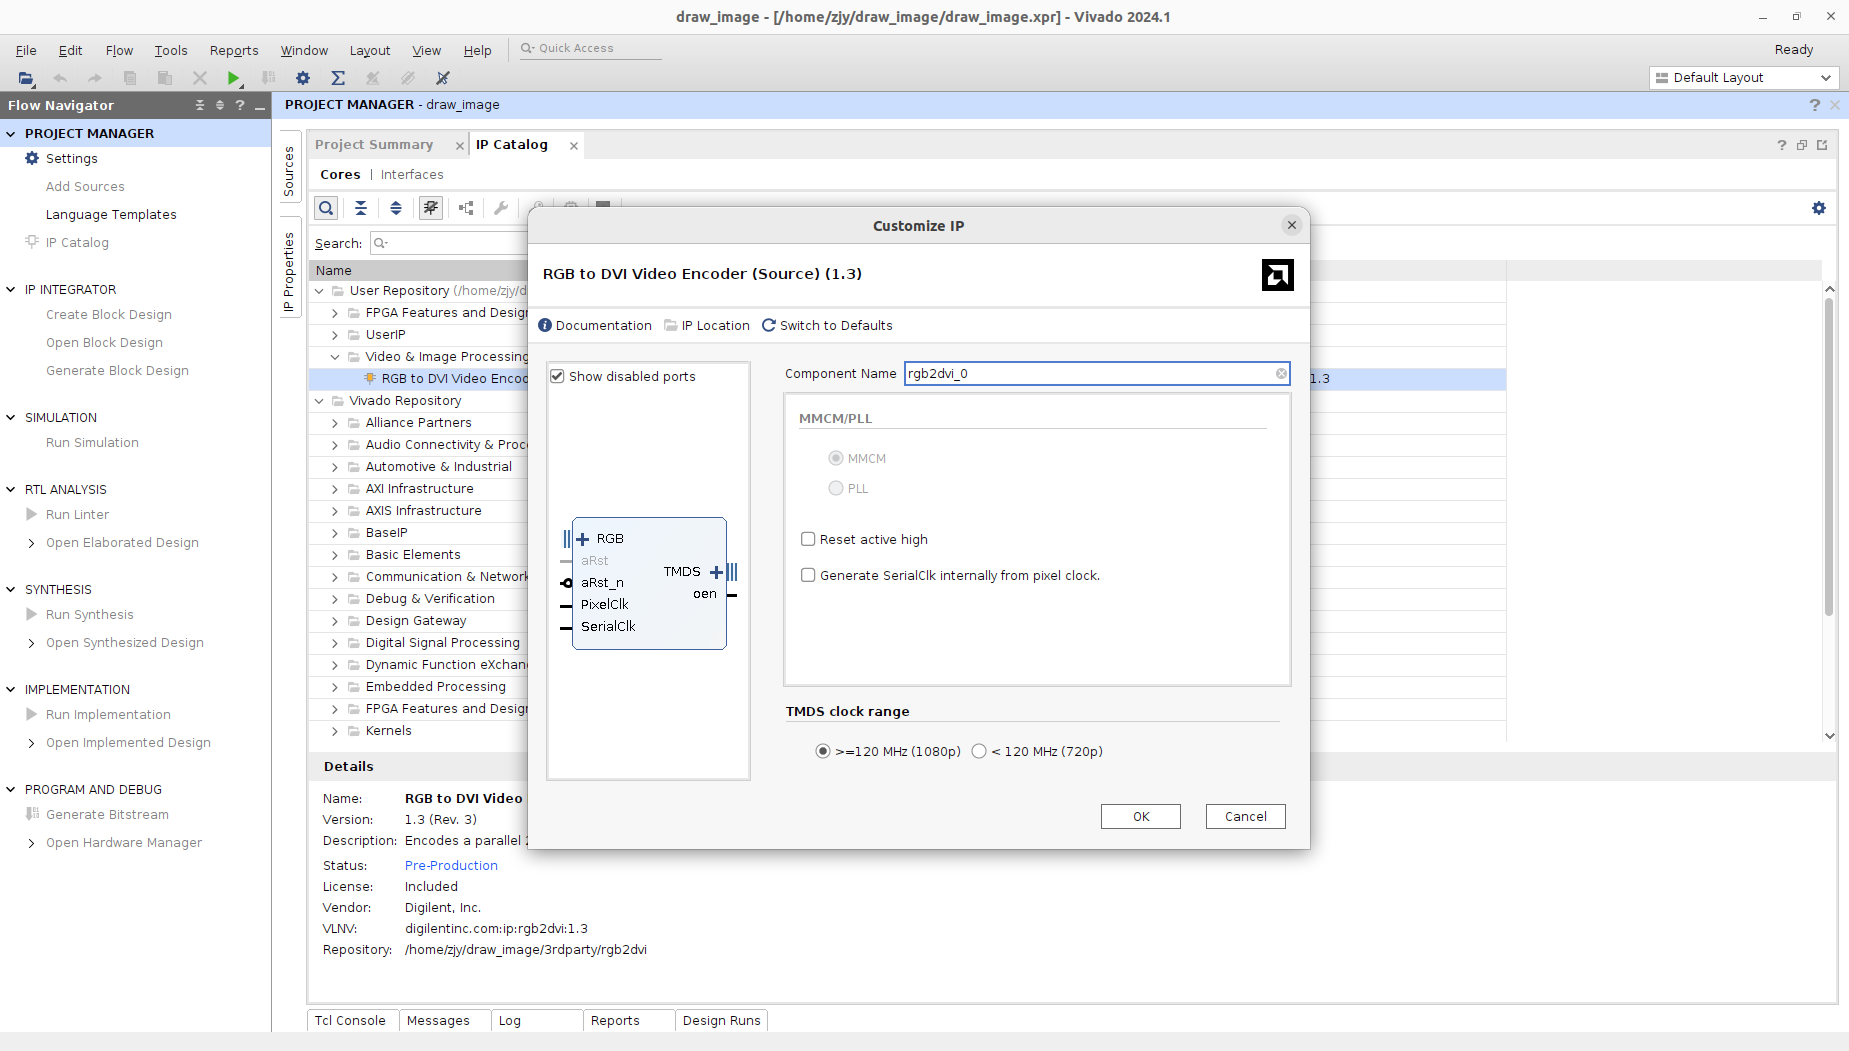 draw_image - [/home/zjy/draw_image/draw_image.xpr] - Vivado 2024.1
File Edit Flow Tools Reports Window Layout View Help Quick Access Ready
Default Layout
Flow Navigator
PROJECT MANAGER - draw_image
PROJECT MANAGER
Settings
Add Sources
Language Templates
IP Catalog
IP INTEGRATOR
Create Block Design
Open Block Design
Generate Block Design
SIMULATION
Run Simulation
RTL ANALYSIS
Run Linter
Open Elaborated Design
SYNTHESIS
Run Synthesis
Open Synthesized Design
IMPLEMENTATION
Run Implementation
Open Implemented Design
PROGRAM AND DEBUG
Generate Bitstream
Open Hardware Manager
Sources
IP Properties
Project Summary IP Catalog
Cores | Interfaces
Search:
Name
User Repository (/home/zjy/d
FPGA Features and Design
UserIP
Video & Image Processing
RGB to DVI Video Encod 1.3
Vivado Repository
Alliance Partners
Audio Connectivity & Proc
Automotive & Industrial
AXI Infrastructure
AXIS Infrastructure
BaseIP
Basic Elements
Communication & Network
Debug & Verification
Design Gateway
Digital Signal Processing
Dynamic Function eXchan
Embedded Processing
FPGA Features and Design
Kernels
Details
Name: RGB to DVI Video
Version: 1.3 (Rev. 3)
Description: Encodes a parallel 2
Status: Pre-Production
License: Included
Vendor: Digilent, Inc.
VLNV: digilentinc.com:ip:rgb2dvi:1.3
Repository: /home/zjy/draw_image/3rdparty/rgb2dvi
Tcl Console Messages Log Reports Design Runs
Customize IP
RGB to DVI Video Encoder (Source) (1.3)
Documentation IP Location Switch to Defaults
Show disabled ports
RGB
aRst
aRst_n
PixelClk
SerialClk
TMDS
oen
Component Name rgb2dvi_0
MMCM/PLL
MMCM
PLL
Reset active high
Generate SerialClk internally from pixel clock.
TMDS clock range
>=120 MHz (1080p) < 120 MHz (720p)
OK Cancel